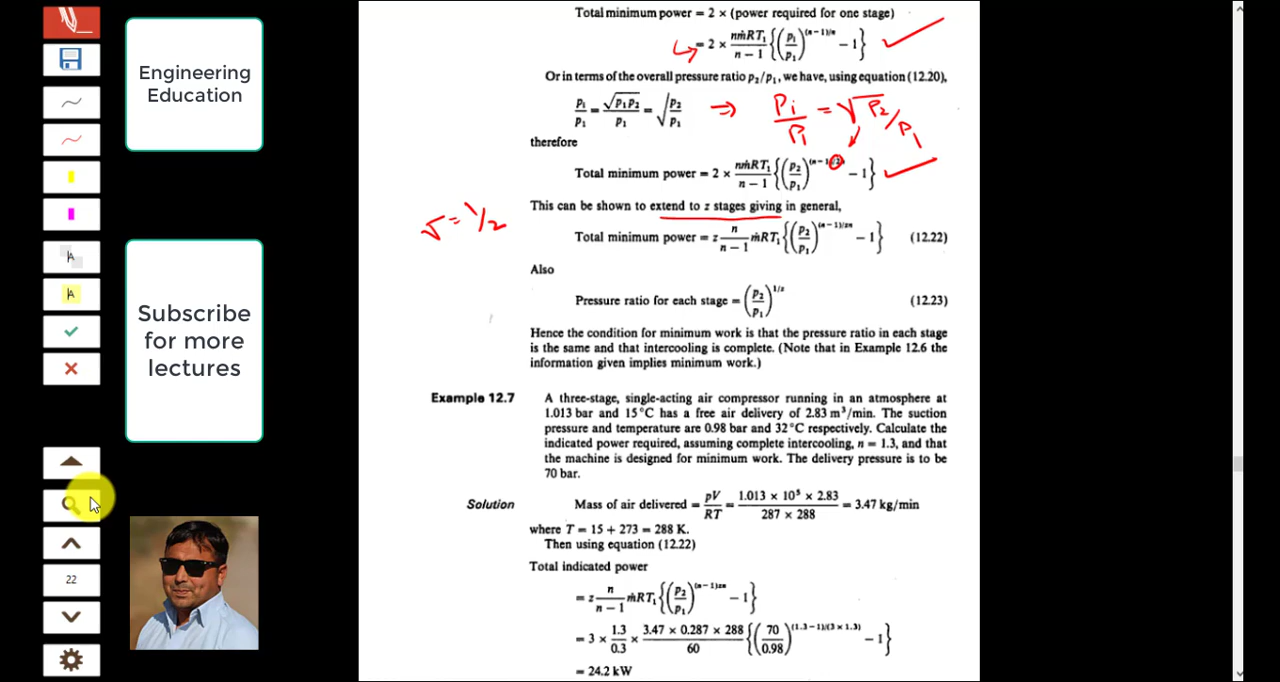 Engineering
Education
Subscribe
for more
lectures
22
Total minimum power = 2 × (power required for one stage)
= 2 × nṁRT₁/(n − 1) {(pᵢ/p₁)^((n−1)/n) − 1}
Or in terms of the overall pressure ratio p₂/p₁, we have, using equation (12.20),
pᵢ/p₁ = √(p₁p₂)/p₁ = √(p₂/p₁) ⇒ Pᵢ/P₁ = √P₂/P₁
therefore
Total minimum power = 2 × nṁRT₁/(n − 1) {(p₂/p₁)^((n−1)/2n) − 1}
√ = 1/2
This can be shown to extend to z stages giving in general,
Total minimum power = z n/(n − 1) ṁRT₁ {(p₂/p₁)^((n−1)/zn) − 1} (12.22)
Also
Pressure ratio for each stage = (p₂/p₁)^(1/z) (12.23)
Hence the condition for minimum work is that the pressure ratio in each stage
is the same and that intercooling is complete. (Note that in Example 12.6 the
information given implies minimum work.)
Example 12.7 A three-stage, single-acting air compressor running in an atmosphere at
1.013 bar and 15°C has a free air delivery of 2.83 m³/min. The suction
pressure and temperature are 0.98 bar and 32°C respectively. Calculate the
indicated power required, assuming complete intercooling, n = 1.3, and that
the machine is designed for minimum work. The delivery pressure is to be
70 bar.
Solution Mass of air delivered = pV/RT = (1.013 × 10⁵ × 2.83)/(287 × 288) = 3.47 kg/min
where T = 15 + 273 = 288 K.
Then using equation (12.22)
Total indicated power
= z n/(n − 1) ṁRT₁ {(p₂/p₁)^((n−1)/zn) − 1}
= 3 × 1.3/0.3 × (3.47 × 0.287 × 288)/60 {(70/0.98)^((1.3−1)/(3×1.3)) − 1}
= 24.2 kW